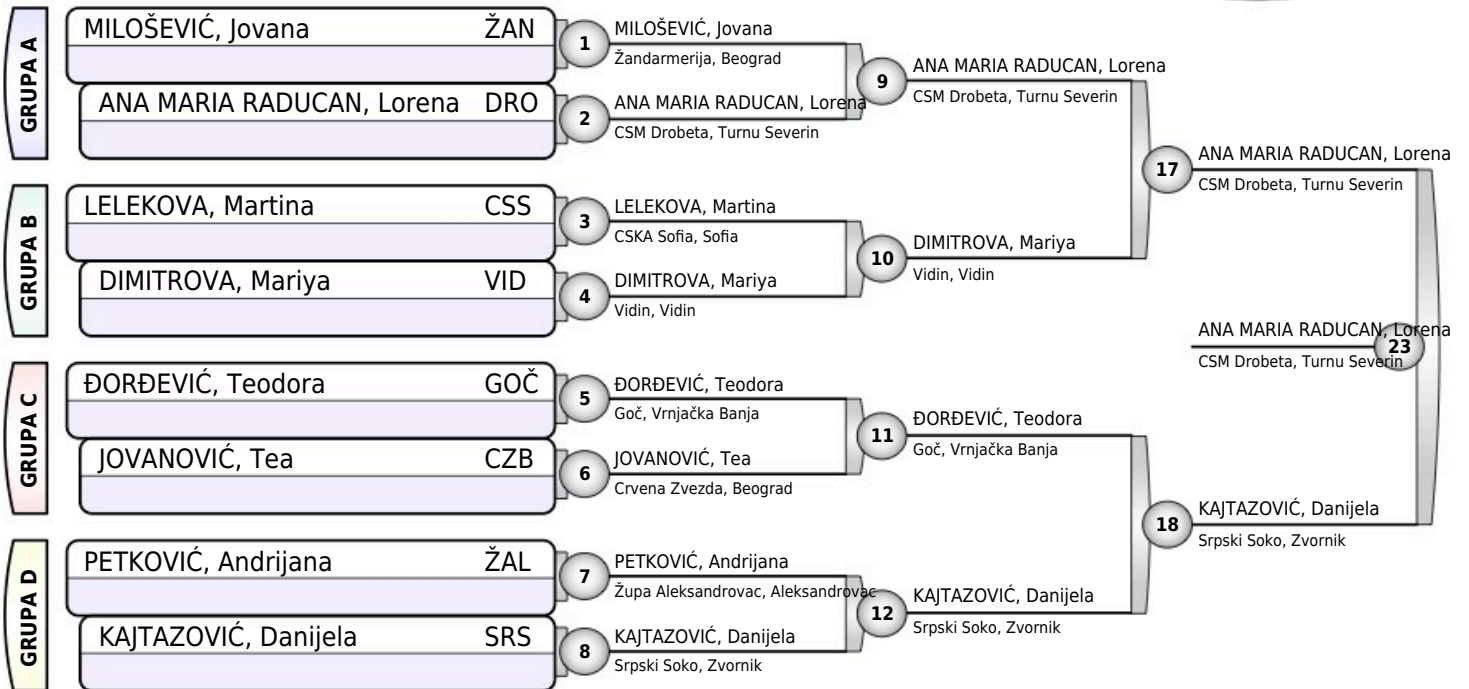 GRUPA A
MILOŠEVIĆ, Jovana ŽAN
ANA MARIA RADUCAN, Lorena DRO
GRUPA B
LELEKOVA, Martina CSS
DIMITROVA, Mariya VID
GRUPA C
ĐORĐEVIĆ, Teodora GOČ
JOVANOVIĆ, Tea CZB
GRUPA D
PETKOVIĆ, Andrijana ŽAL
KAJTAZOVIĆ, Danijela SRS
1
MILOŠEVIĆ, Jovana
Žandarmerija, Beograd
2
ANA MARIA RADUCAN, Lorena
CSM Drobeta, Turnu Severin
3
LELEKOVA, Martina
CSKA Sofia, Sofia
4
DIMITROVA, Mariya
Vidin, Vidin
5
ĐORĐEVIĆ, Teodora
Goč, Vrnjačka Banja
6
JOVANOVIĆ, Tea
Crvena Zvezda, Beograd
7
PETKOVIĆ, Andrijana
Župa Aleksandrovac, Aleksandrovac
8
KAJTAZOVIĆ, Danijela
Srpski Soko, Zvornik
9
ANA MARIA RADUCAN, Lorena
CSM Drobeta, Turnu Severin
10
DIMITROVA, Mariya
Vidin, Vidin
11
ĐORĐEVIĆ, Teodora
Goč, Vrnjačka Banja
12
KAJTAZOVIĆ, Danijela
Srpski Soko, Zvornik
17
ANA MARIA RADUCAN, Lorena
CSM Drobeta, Turnu Severin
18
KAJTAZOVIĆ, Danijela
Srpski Soko, Zvornik
ANA MARIA RADUCAN, Lorena
23
CSM Drobeta, Turnu Severin